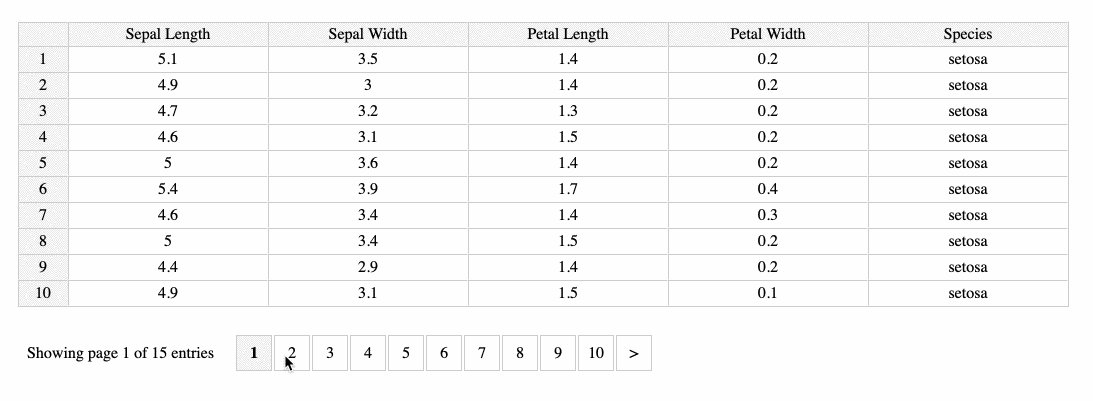 Sepal Length Sepal Width Petal Length Petal Width Species
1 5.1 3.5 1.4 0.2 setosa
2 4.9 3 1.4 0.2 setosa
3 4.7 3.2 1.3 0.2 setosa
4 4.6 3.1 1.5 0.2 setosa
5 5 3.6 1.4 0.2 setosa
6 5.4 3.9 1.7 0.4 setosa
7 4.6 3.4 1.4 0.3 setosa
8 5 3.4 1.5 0.2 setosa
9 4.4 2.9 1.4 0.2 setosa
10 4.9 3.1 1.5 0.1 setosa
Showing page 1 of 15 entries 1 2 3 4 5 6 7 8 9 10 >